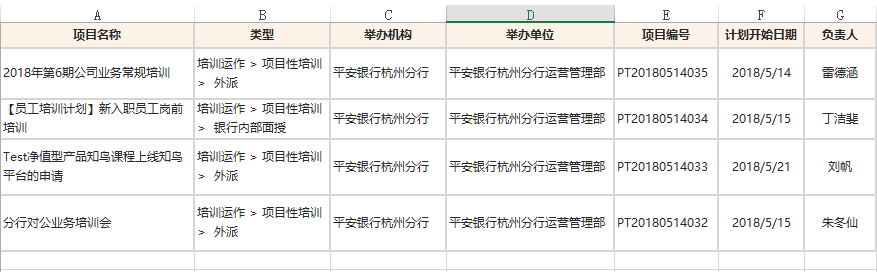 A B C D E F G
项目名称 类型 举办机构 举办单位 项目编号 计划开始日期 负责人
2018年第6期公司业务常规培训 培训运作 > 项目性培训 > 外派 平安银行杭州分行 平安银行杭州分行运营管理部 PT20180514035 2018/5/14 雷德涵
【员工培训计划】新入职员工岗前培训 培训运作 > 项目性培训 > 银行内部面授 平安银行杭州分行 平安银行杭州分行运营管理部 PT20180514034 2018/5/15 丁洁斐
Test净值型产品知鸟课程上线知鸟平台的申请 培训运作 > 项目性培训 > 外派 平安银行杭州分行 平安银行杭州分行运营管理部 PT20180514033 2018/5/21 刘帆
分行对公业务培训会 培训运作 > 项目性培训 > 外派 平安银行杭州分行 平安银行杭州分行运营管理部 PT20180514032 2018/5/15 朱冬仙